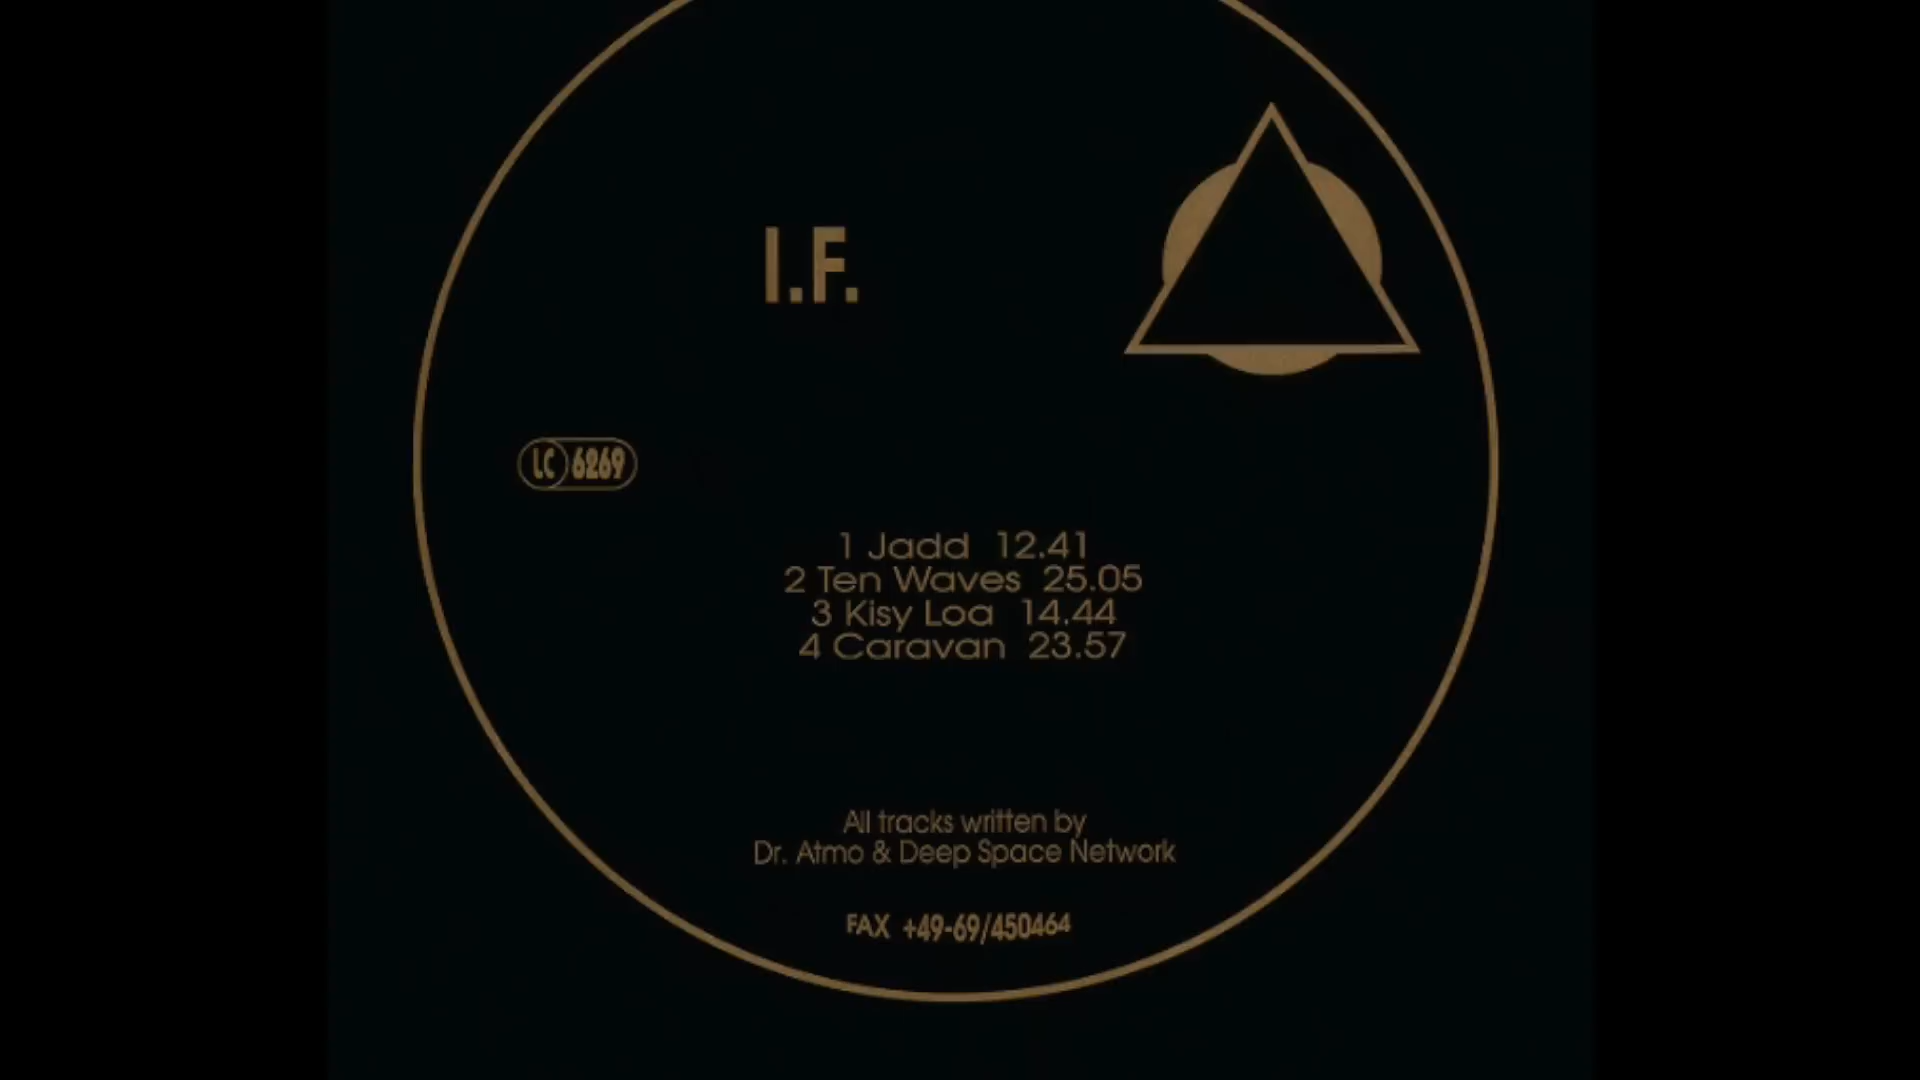 I.F.
LC 6269
1 Jadd 12.41
2 Ten Waves 25.05
3 Kisy Loa 14.44
4 Caravan 23.57
All tracks written by
Dr. Atmo & Deep Space Network
FAX +49-69/450464